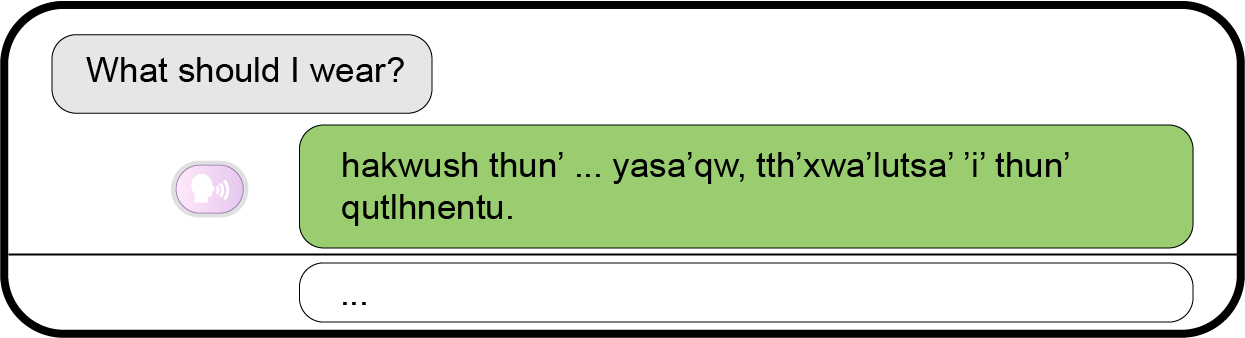 What should I wear?
hakwush thun’ ... yasa’qw, tth’xwa’lutsa’ ’i’ thun’
qutlhnentu.
...